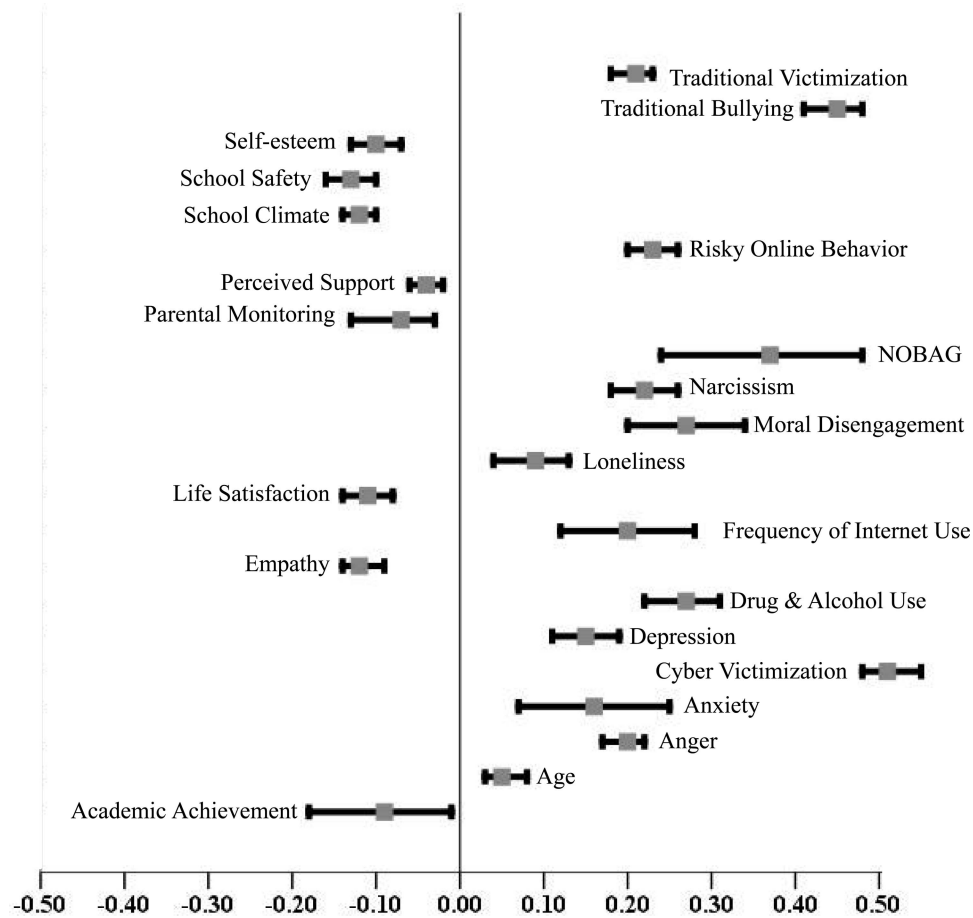 Traditional Victimization
Traditional Bullying
Self-esteem
School Safety
School Climate
Risky Online Behavior
Perceived Support
Parental Monitoring
NOBAG
Narcissism
Moral Disengagement
Loneliness
Life Satisfaction
Frequency of Internet Use
Empathy
Drug & Alcohol Use
Depression
Cyber Victimization
Anxiety
Anger
Age
Academic Achievement
-0.50 -0.40 -0.30 -0.20 -0.10 0.00 0.10 0.20 0.30 0.40 0.50